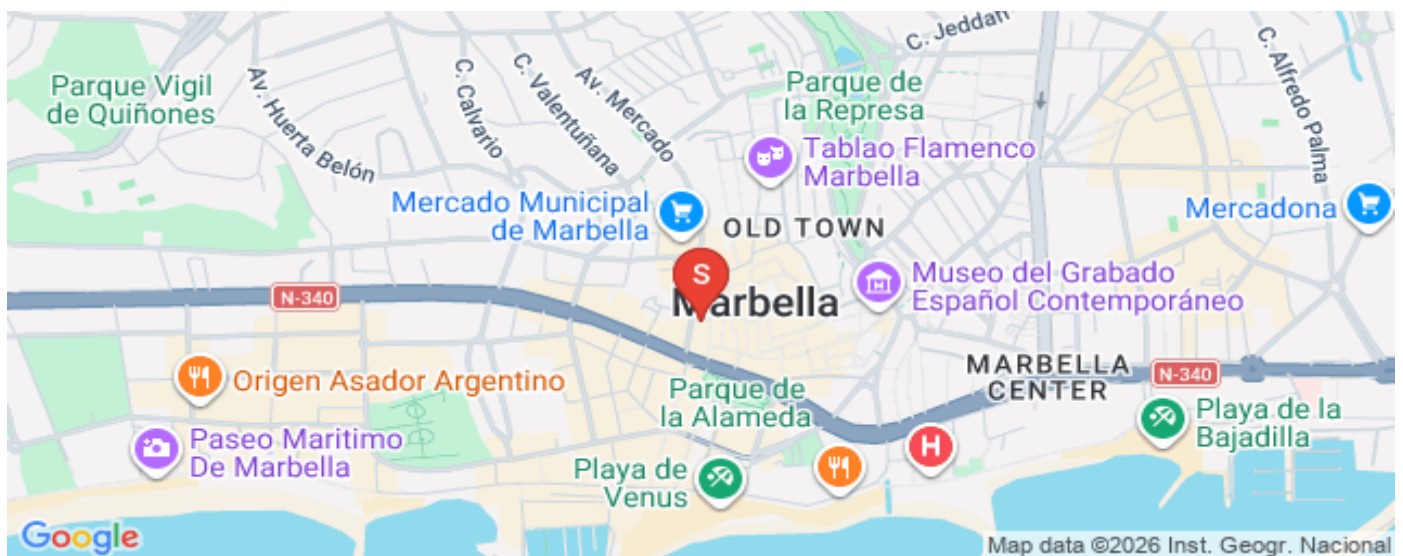 C. Jeddah
Parque Vigil
de Quiñones
Av. Huerta Belón
C. Calvario
C. Valentuñana
Av. Mercado
Parque de
la Represa
C. Alfredo Palma
Tablao Flamenco
Marbella
Mercado Municipal
de Marbella
OLD TOWN
Mercadona
S
Marbella
Museo del Grabado
Español Contemporáneo
N-340
Origen Asador Argentino
MARBELLA
CENTER
N-340
Parque de
la Alameda
Playa de la
Bajadilla
Paseo Maritimo
De Marbella
Playa de
Venus
H
Google
Map data ©2026 Inst. Geogr. Nacional